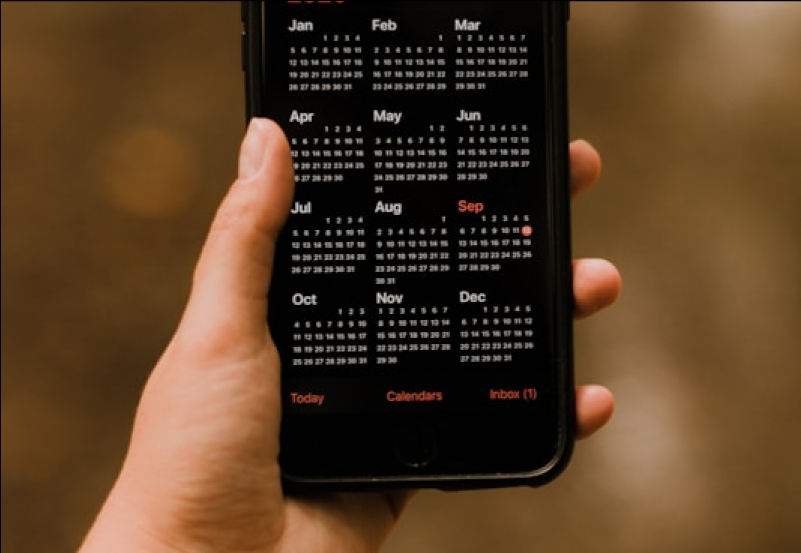 2020
Jan Feb Mar
1 2 3 4 1 1 2 3 4 5 6 7
5 6 7 8 9 10 11 2 3 4 5 6 7 8 8 9 10 11 12 13 14
12 13 14 15 16 17 18 9 10 11 12 13 14 15 15 16 17 18 19 20 21
19 20 21 22 23 24 25 16 17 18 19 20 21 22 22 23 24 25 26 27 28
26 27 28 29 30 31 23 24 25 26 27 28 29 29 30 31
Apr May Jun
1 2 3 4 1 2 1 2 3 4 5 6
5 6 7 8 9 10 11 3 4 5 6 7 8 9 7 8 9 10 11 12 13
12 13 14 15 16 17 18 10 11 12 13 14 15 16 14 15 16 17 18 19 20
19 20 21 22 23 24 25 17 18 19 20 21 22 23 21 22 23 24 25 26 27
26 27 28 29 30 24 25 26 27 28 29 30 28 29 30
31
Jul Aug Sep
1 2 3 4 1 1 2 3 4 5
5 6 7 8 9 10 11 2 3 4 5 6 7 8 6 7 8 9 10 11 12
12 13 14 15 16 17 18 9 10 11 12 13 14 15 13 14 15 16 17 18 19
19 20 21 22 23 24 25 16 17 18 19 20 21 22 20 21 22 23 24 25 26
26 27 28 29 30 31 23 24 25 26 27 28 29 27 28 29 30
30 31
Oct Nov Dec
1 2 3 1 2 3 4 5 6 7 1 2 3 4 5
4 5 6 7 8 9 10 8 9 10 11 12 13 14 6 7 8 9 10 11 12
11 12 13 14 15 16 17 15 16 17 18 19 20 21 13 14 15 16 17 18 19
18 19 20 21 22 23 24 22 23 24 25 26 27 28 20 21 22 23 24 25 26
25 26 27 28 29 30 31 29 30 27 28 29 30 31
Today Calendars Inbox (1)